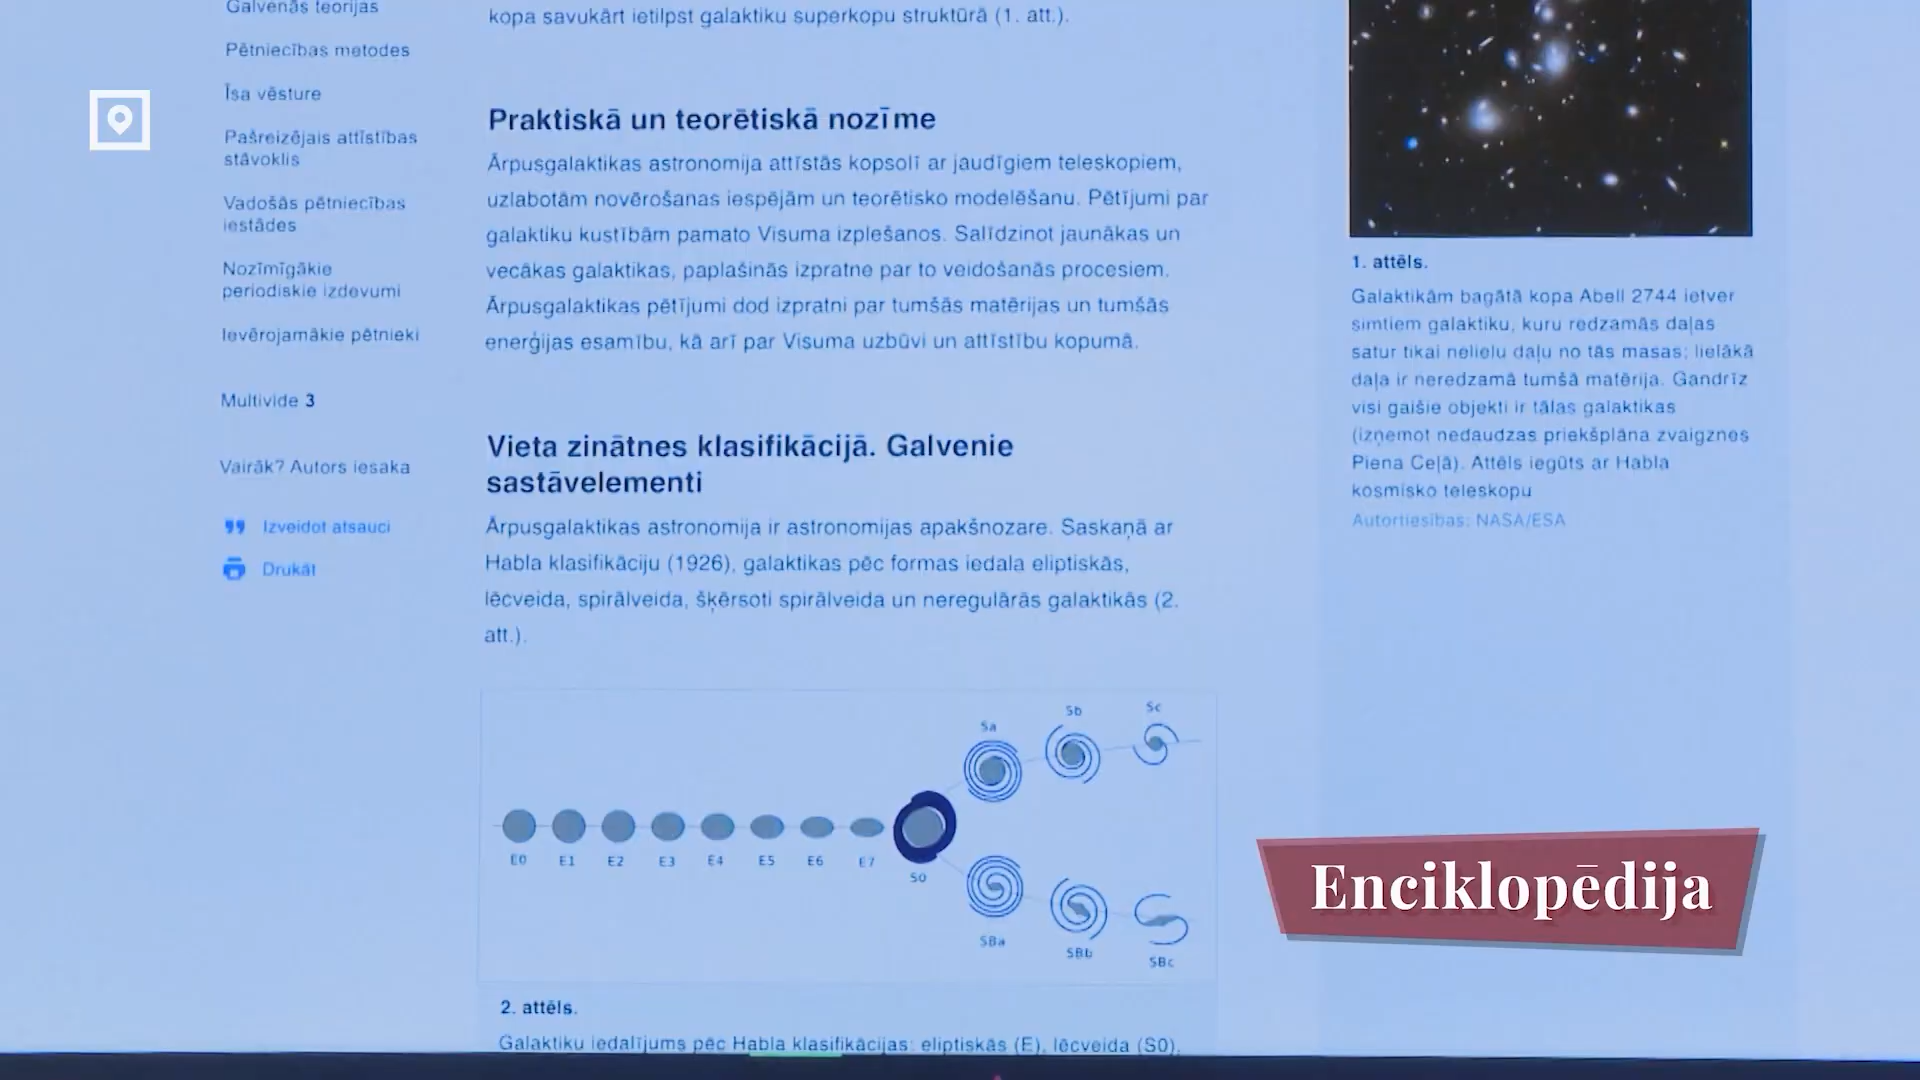 Galvenās teorijas
Pētniecības metodes
Īsa vēsture
Pašreizējais attīstības
stāvoklis
Vadošās pētniecības
iestādes
Nozīmīgākie
periodiskie izdevumi
Ievērojamākie pētnieki
Multivide 3
Vairāk? Autors iesaka
Izveidot atsauci
Drukāt
kopa savukārt ietilpst galaktiku superkopu struktūrā (1. att.).
Praktiskā un teorētiskā nozīme
Ārpusgalaktikas astronomija attīstās kopsolī ar jaudīgiem teleskopiem,
uzlabotām novērošanas iespējām un teorētisko modelēšanu. Pētījumi par
galaktiku kustībām pamato Visuma izplešanos. Salīdzinot jaunākas un
vecākas galaktikas, paplašinās izpratne par to veidošanās procesiem.
Ārpusgalaktikas pētījumi dod izpratni par tumšās matērijas un tumšās
enerģijas esamību, kā arī par Visuma uzbūvi un attīstību kopumā.
Vieta zinātnes klasifikācijā. Galvenie
sastāvelementi
Ārpusgalaktikas astronomija ir astronomijas apakšnozare. Saskaņā ar
Habla klasifikāciju (1926), galaktikas pēc formas iedala eliptiskās,
lēcveida, spirālveida, šķērsoti spirālveida un neregulārās galaktikās (2.
att.).
Sa
Sb
Sc
E0 E1 E2 E3 E4 E5 E6 E7
S0
SBa
SBb
SBc
2. attēls.
Galaktiku iedalījums pēc Habla klasifikācijas: eliptiskās (E), lēcveida (S0),
1. attēls.
Galaktikām bagātā kopa Abell 2744 ietver
simtiem galaktiku, kuru redzamās daļas
satur tikai nelielu daļu no tās masas; lielākā
daļa ir neredzamā tumšā matērija. Gandrīz
visi gaišie objekti ir tālas galaktikas
(izņemot nedaudzas priekšplāna zvaigznes
Piena Ceļā). Attēls iegūts ar Habla
kosmisko teleskopu
Autortiesības: NASA/ESA
Enciklopēdija